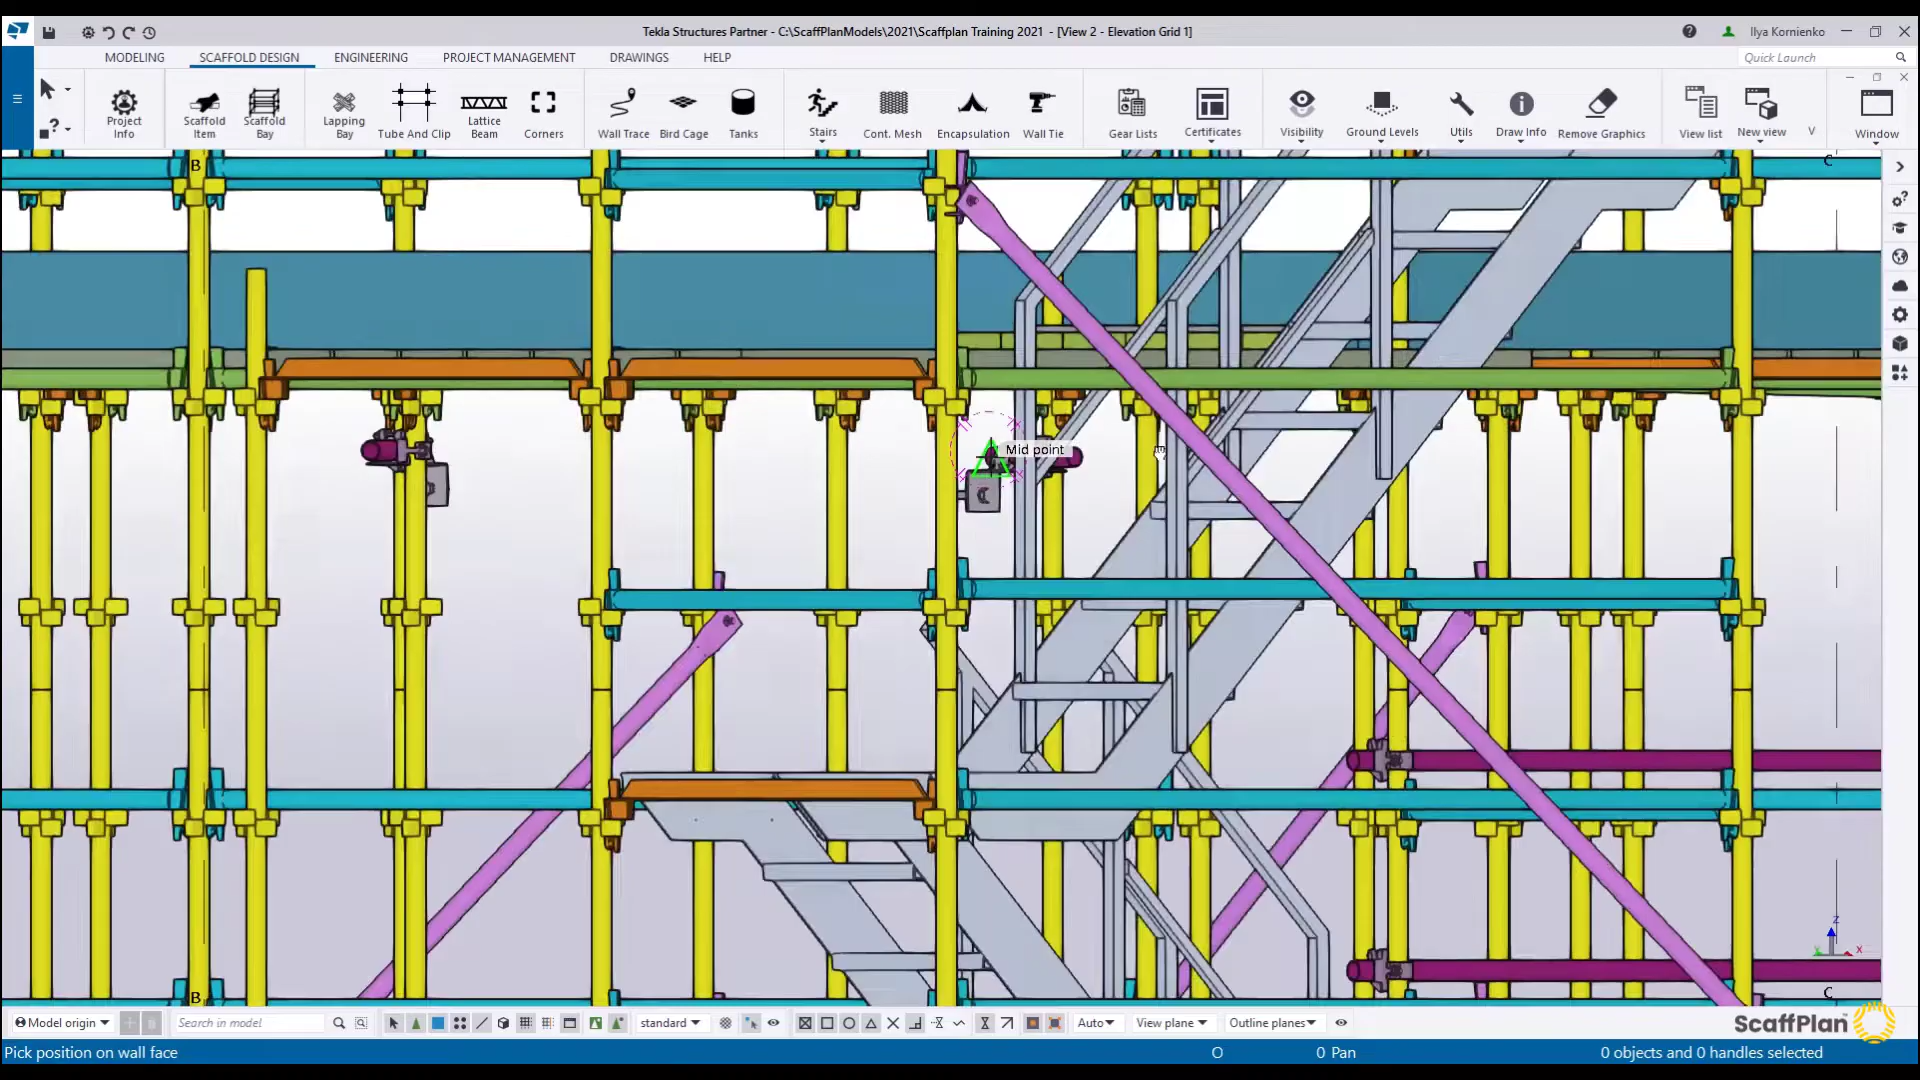 Tekla Structures Partner - C:\ScaffPlanModels\2021\Scaffplan Training 2021 - [View 2 - Elevation Grid 1]
Ilya Kornienko
MODELING SCAFFOLD DESIGN ENGINEERING PROJECT MANAGEMENT DRAWINGS HELP
Quick Launch
Project Info
Scaffold Item
Scaffold Bay
Lapping Bay
Tube And Clip
Lattice Beam
Corners
Wall Trace
Bird Cage
Tanks
Stairs
Cont. Mesh
Encapsulation
Wall Tie
Gear Lists
Certificates
Visibility
Ground Levels
Utils
Draw Info
Remove Graphics
View list
New view
Window
B
C
Mid point
Z
Y
X
B
C
Model origin
Search in model
standard
Auto
View plane
Outline planes
ScaffPlan
Pick position on wall face
O
0 Pan
0 objects and 0 handles selected